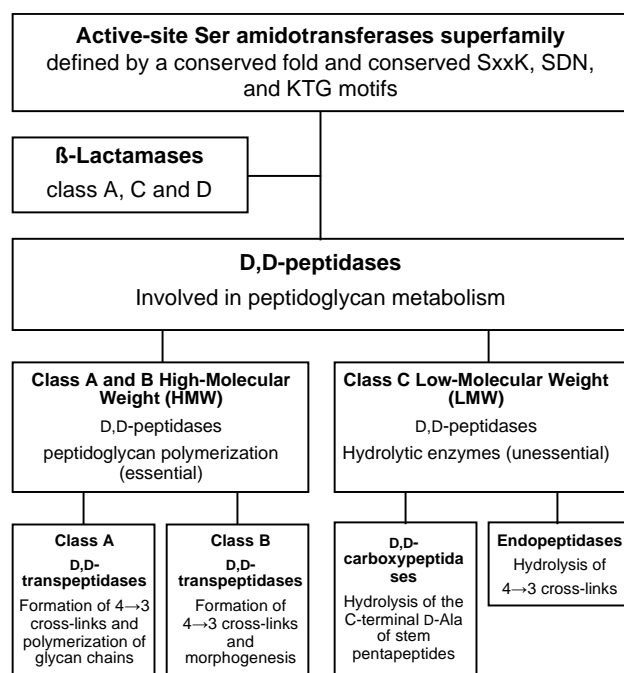 Active-site Ser amidotransferases superfamily
defined by a conserved fold and conserved SxxK, SDN,
and KTG motifs
ß-Lactamases
class A, C and D
D,D-peptidases
Involved in peptidoglycan metabolism
Class A and B High-Molecular
Weight (HMW)
D,D-peptidases
peptidoglycan polymerization
(essential)
Class C Low-Molecular Weight
(LMW)
D,D-peptidases
Hydrolytic enzymes (unessential)
Class A
D,D-
transpeptidases
Formation of 4→3
cross-links and
polymerization of
glycan chains
Class B
D,D-
transpeptidases
Formation of
4→3 cross-links
and
morphogenesis
D,D-
carboxypeptida
ses
Hydrolysis of the
C-terminal D-Ala
of stem
pentapeptides
Endopeptidases
Hydrolysis of
4→3 cross-links